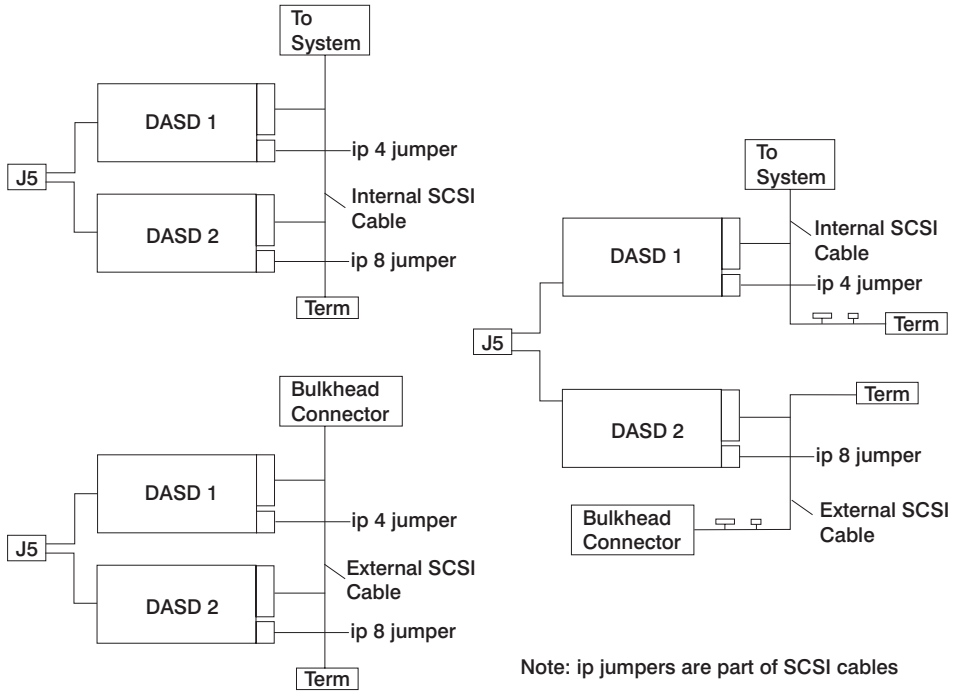 To
System
DASD 1
ip 4 jumper
J5
Internal SCSI
Cable
DASD 2
ip 8 jumper
Term
Bulkhead
Connector
DASD 1
ip 4 jumper
J5
External SCSI
Cable
DASD 2
ip 8 jumper
Term
To
System
Internal SCSI
Cable
DASD 1
ip 4 jumper
Term
J5
Term
DASD 2
ip 8 jumper
Bulkhead
Connector
External SCSI
Cable
Note: ip jumpers are part of SCSI cables